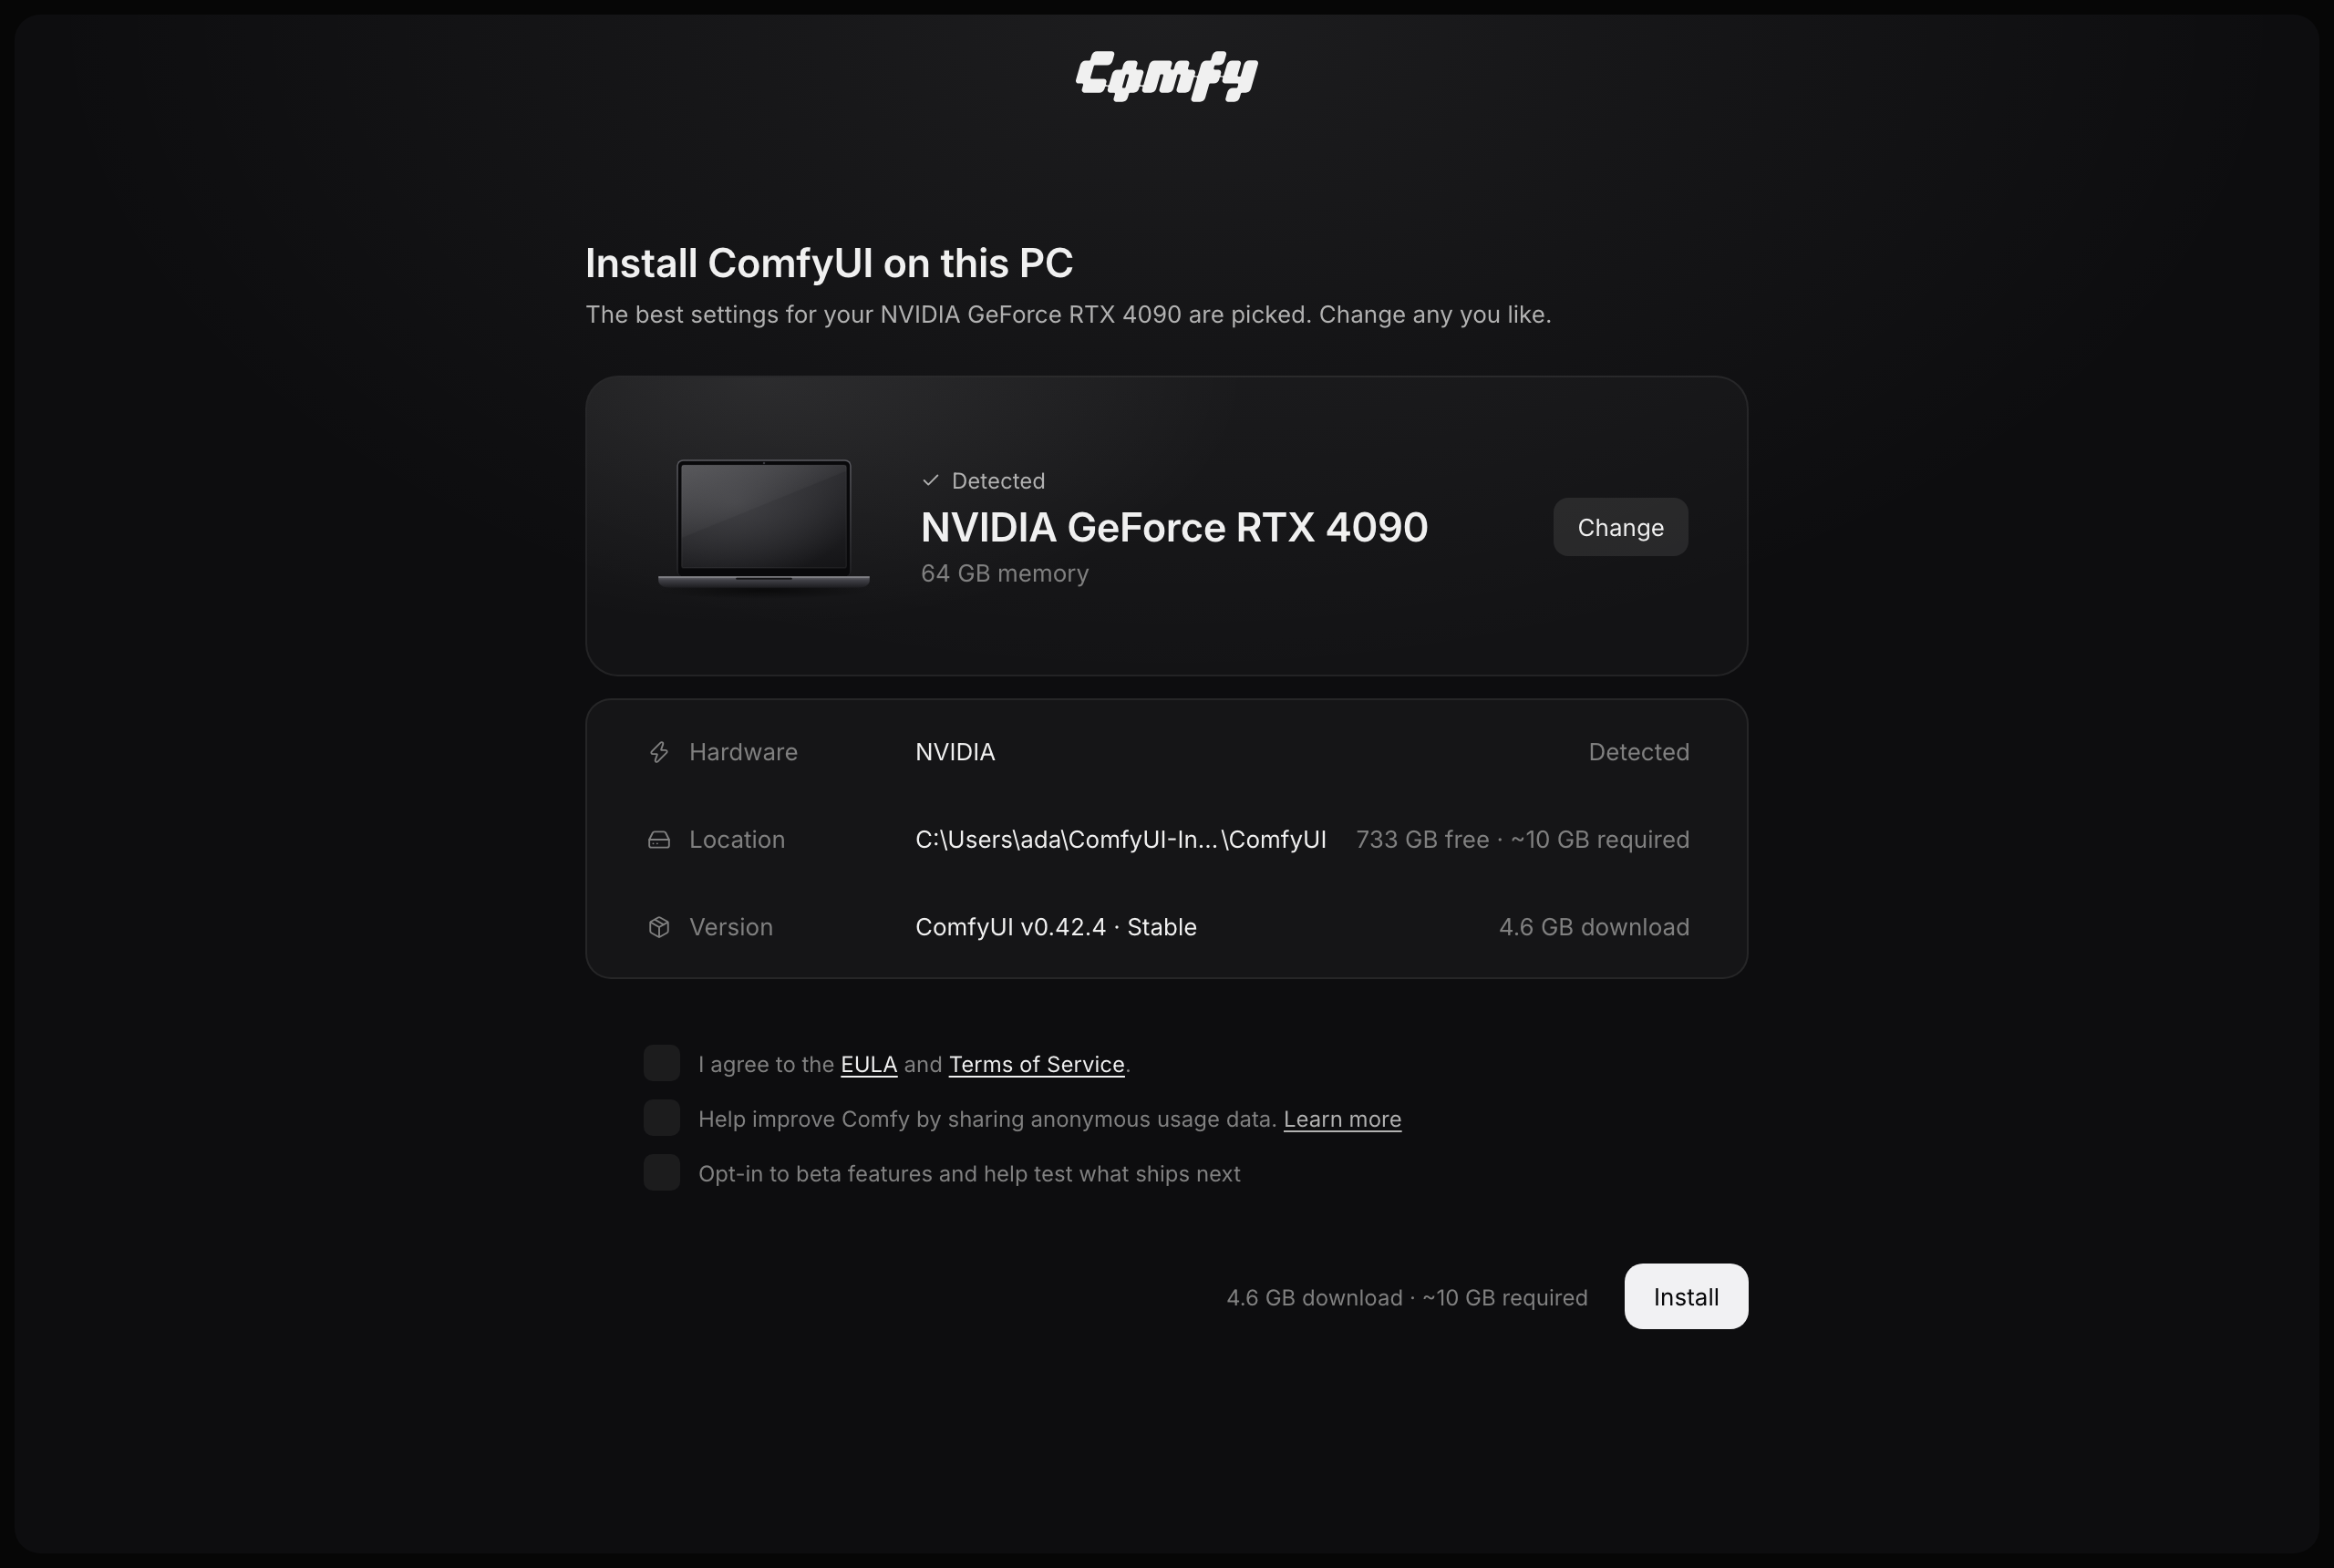 Comfy
Install ComfyUI on this PC
The best settings for your NVIDIA GeForce RTX 4090 are picked. Change any you like.
Detected
NVIDIA GeForce RTX 4090
64 GB memory
Change
Hardware NVIDIA Detected
Location C:\Users\ada\ComfyUI-In...\ComfyUI 733 GB free · ~10 GB required
Version ComfyUI v0.42.4 · Stable 4.6 GB download
I agree to the EULA and Terms of Service.
Help improve Comfy by sharing anonymous usage data. Learn more
Opt-in to beta features and help test what ships next
4.6 GB download · ~10 GB required Install